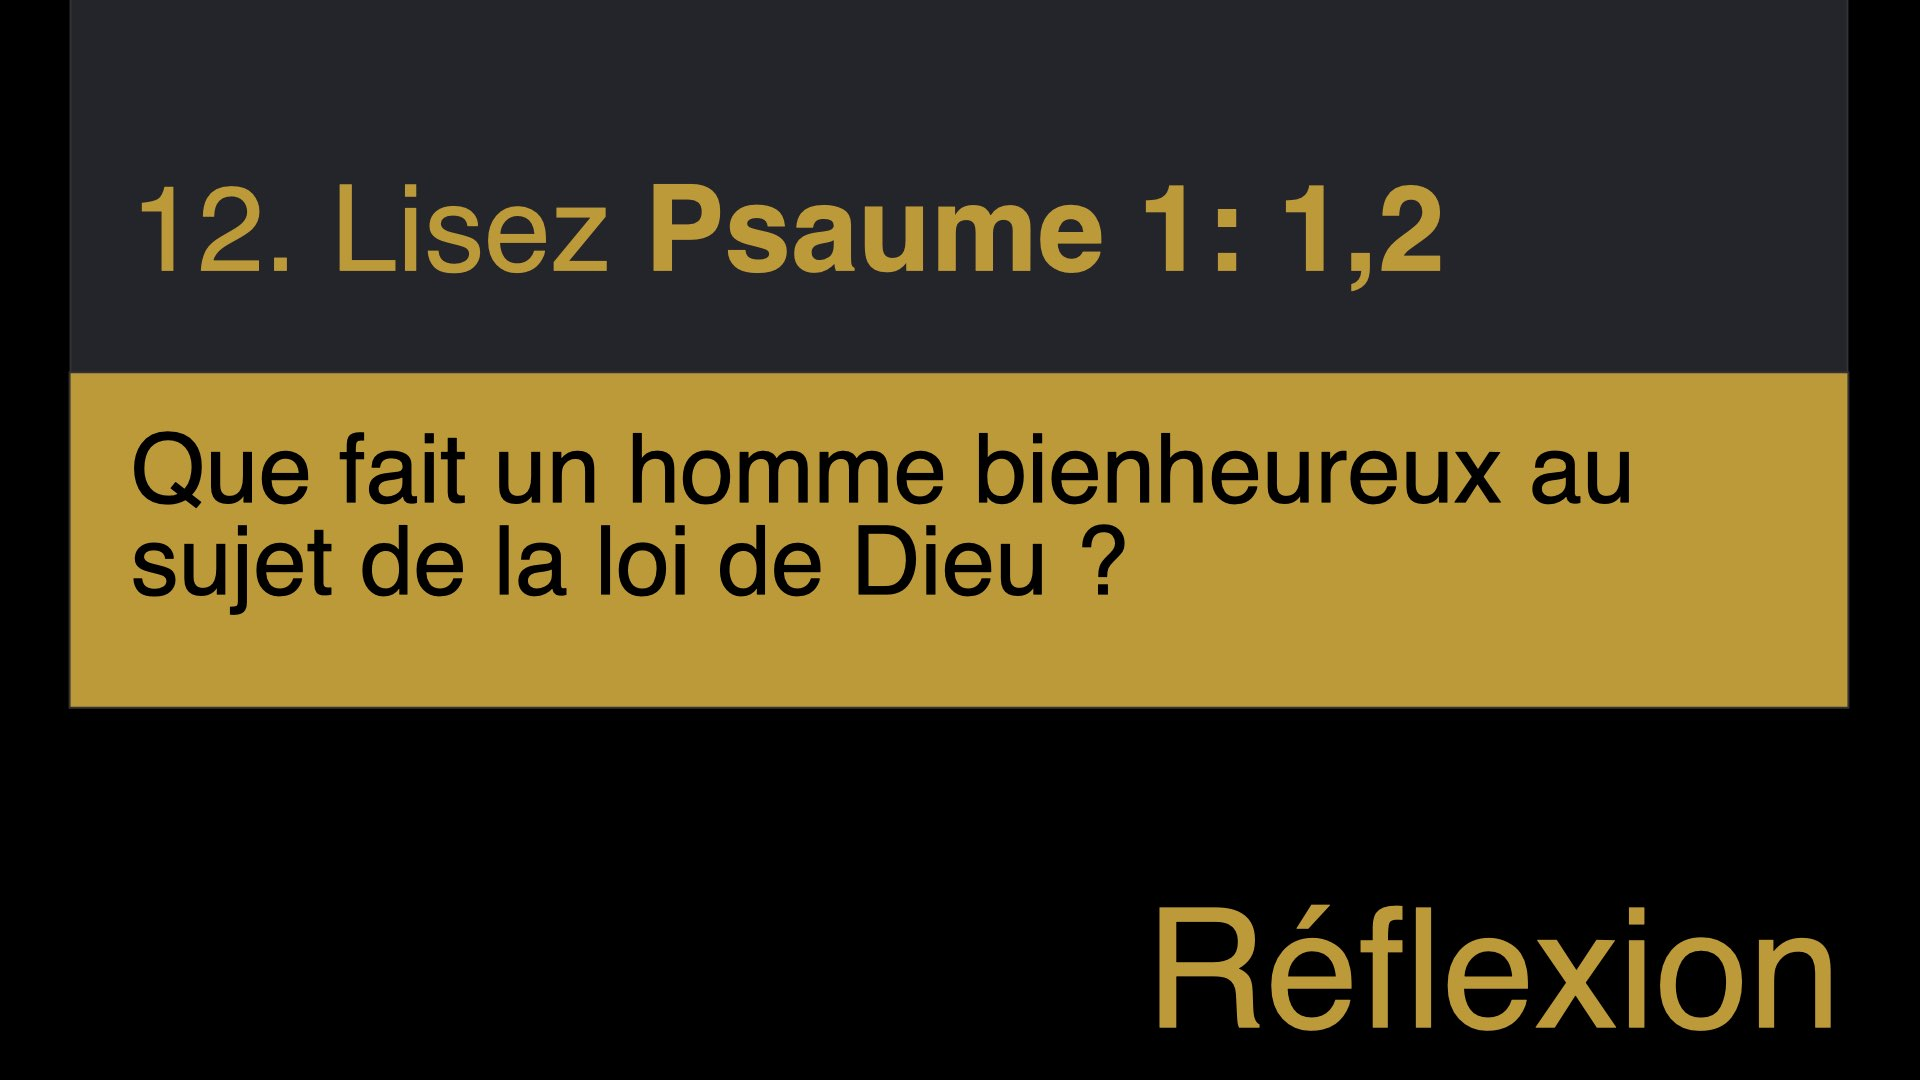 12. Lisez Psaume 1: 1,2
Que fait un homme bienheureux au
sujet de la loi de Dieu ?
Réflexion